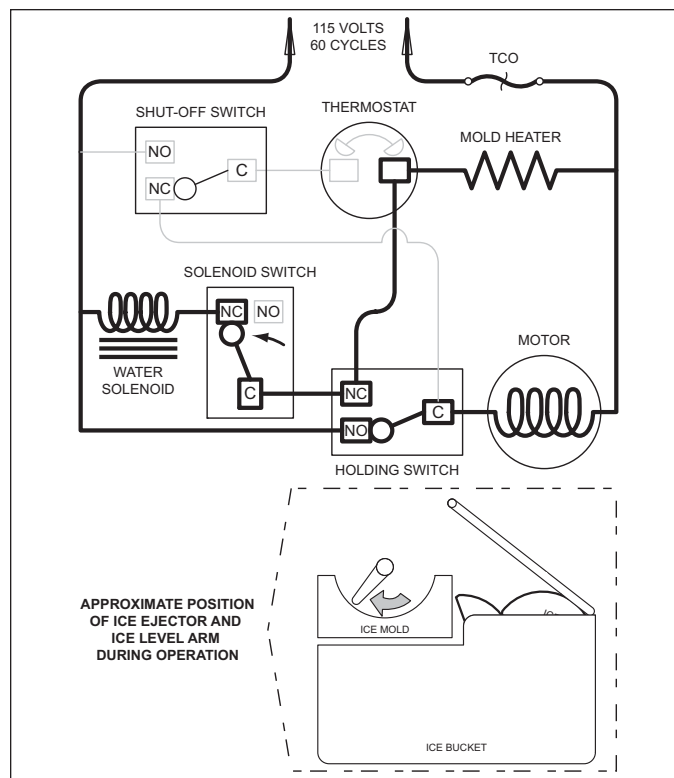 115 VOLTS
60 CYCLES
TCO
SHUT-OFF SWITCH
THERMOSTAT
MOLD HEATER
NO
C
NC
SOLENOID SWITCH
NC
NO
MOTOR
WATER
SOLENOID
C
NC
C
NO
HOLDING SWITCH
APPROXIMATE POSITION
OF ICE EJECTOR AND
ICE LEVEL ARM
DURING OPERATION
ICE MOLD
ICE BUCKET